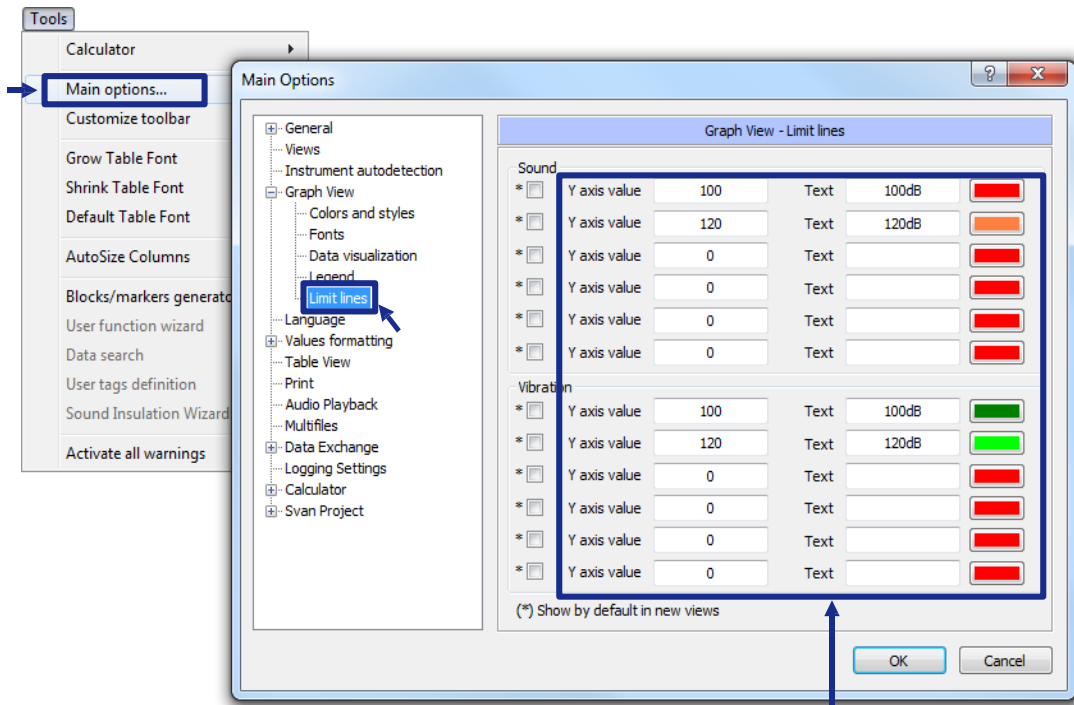 Tools
Calculator
Main options...
Customize toolbar
Grow Table Font
Shrink Table Font
Default Table Font
AutoSize Columns
Blocks/markers generato
User function wizard
Data search
User tags definition
Sound Insulation Wizard
Activate all warnings
Main Options
General
Views
Instrument autodetection
Graph View
Colors and styles
Fonts
Data visualization
Legend
Limit lines
Language
Values formatting
Table View
Print
Audio Playback
Multifiles
Data Exchange
Logging Settings
Calculator
Svan Project
Graph View - Limit lines
Sound
* Y axis value 100 Text 100dB
* Y axis value 120 Text 120dB
* Y axis value 0 Text
* Y axis value 0 Text
* Y axis value 0 Text
* Y axis value 0 Text
Vibration
* Y axis value 100 Text 100dB
* Y axis value 120 Text 120dB
* Y axis value 0 Text
* Y axis value 0 Text
* Y axis value 0 Text
* Y axis value 0 Text
(*) Show by default in new views
OK Cancel